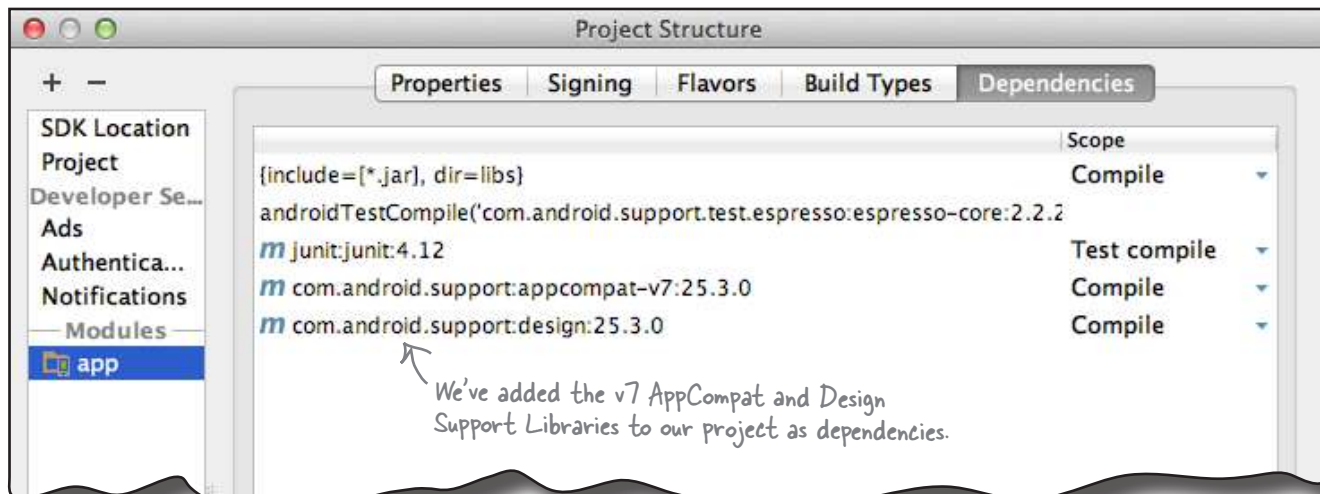 Project Structure
+ −
Properties Signing Flavors Build Types Dependencies
SDK Location
Project
Developer Se...
Ads
Authentica...
Notifications
Modules
app
Scope
{include=[*.jar], dir=libs} Compile
androidTestCompile('com.android.support.test.espresso:espresso-core:2.2.2
m junit:junit:4.12 Test compile
m com.android.support:appcompat-v7:25.3.0 Compile
m com.android.support:design:25.3.0 Compile
We've added the v7 AppCompat and Design
Support Libraries to our project as dependencies.